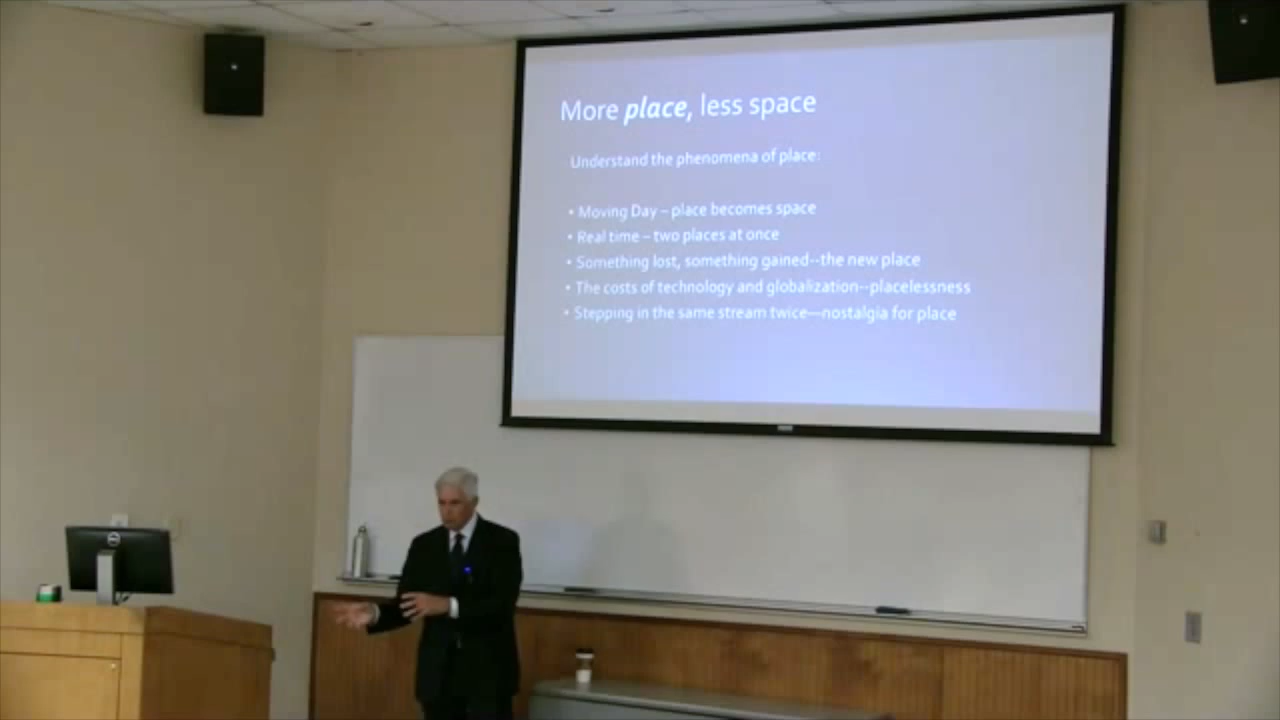 More place, less space
Understand the phenomena of place:
• Moving Day – place becomes space
• Real time – two places at once
• Something lost, something gained--the new place
• The costs of technology and globalization--placelessness
• Stepping in the same stream twice—nostalgia for place